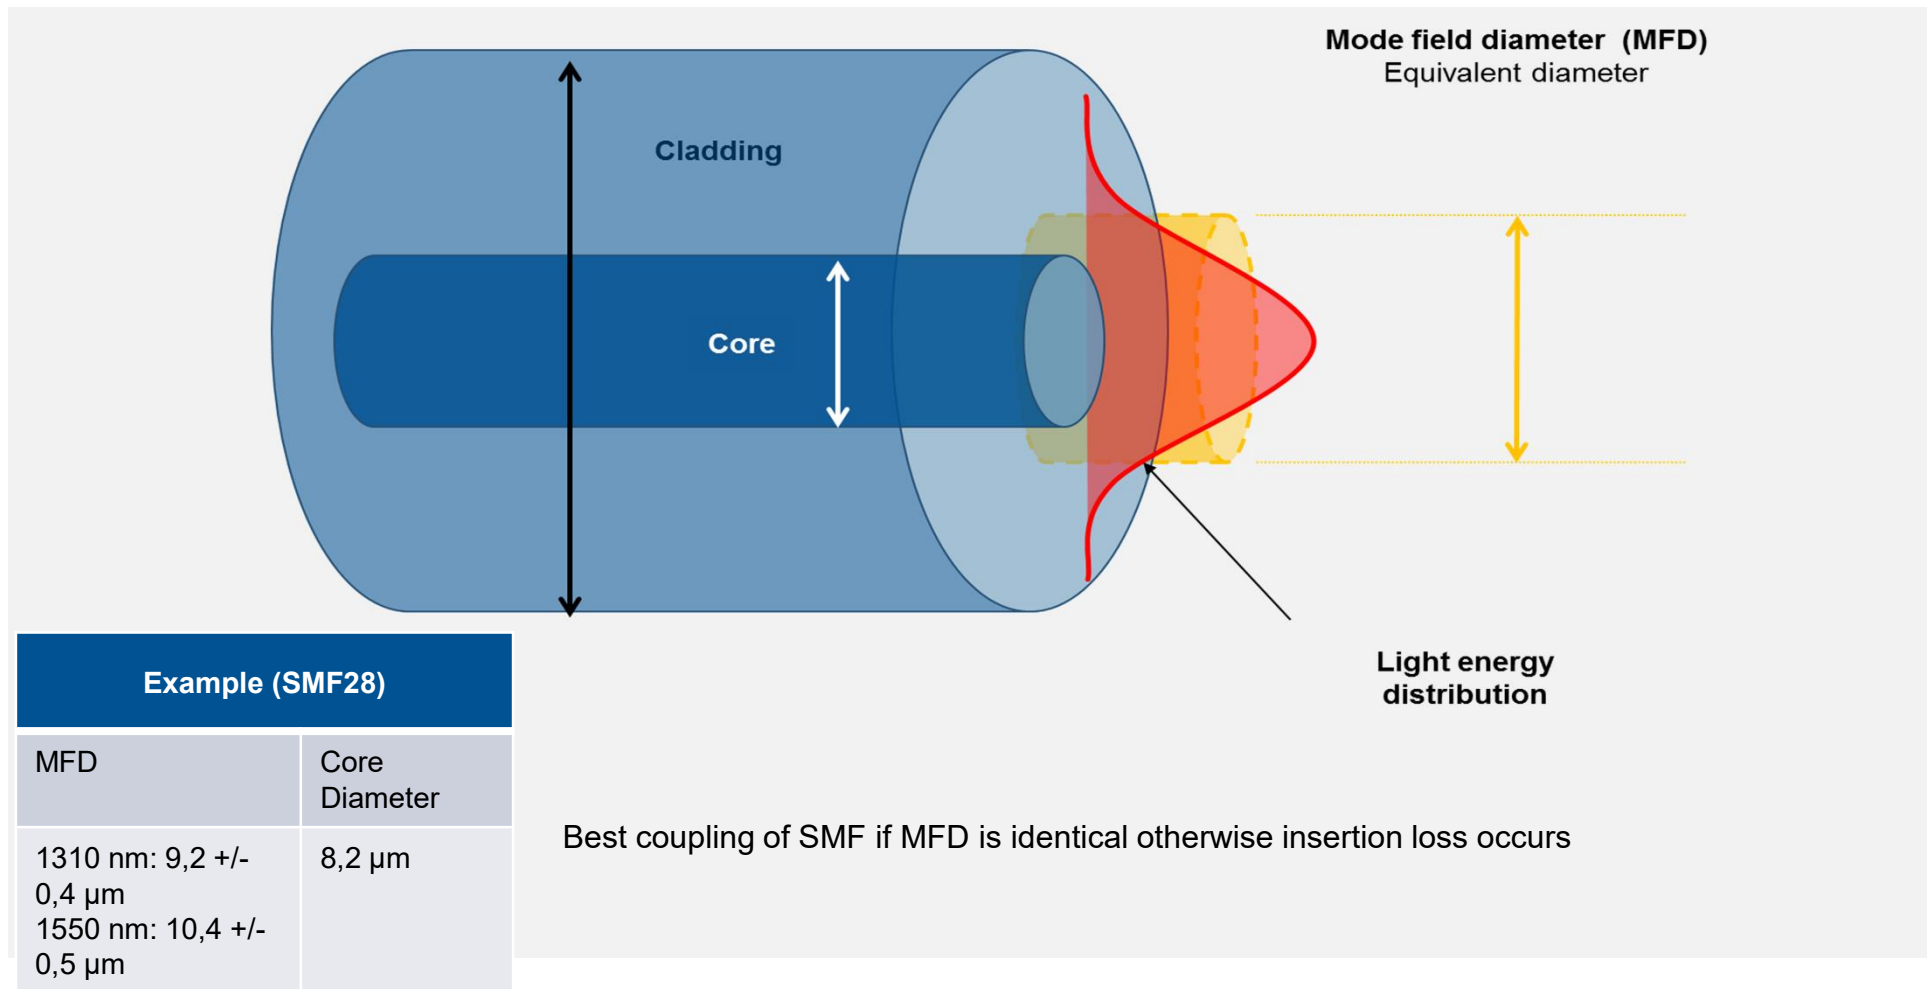 Mode field diameter (MFD)
Equivalent diameter
Cladding
Core
Light energy
distribution
Example (SMF28)
MFD
Core
Diameter
1310 nm: 9,2 +/-
0,4 µm
1550 nm: 10,4 +/-
0,5 µm
8,2 µm
Best coupling of SMF if MFD is identical otherwise insertion loss occurs